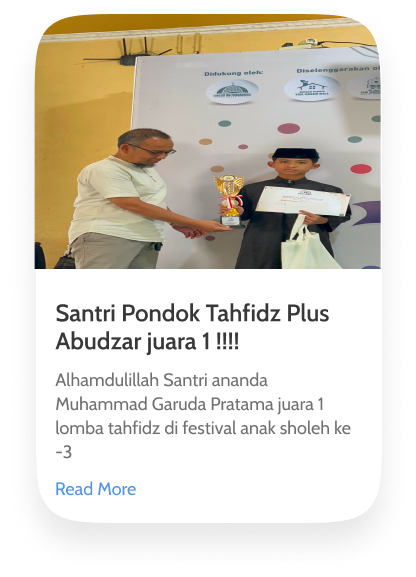 Didukung oleh:
Diselenggarakan o
Santri Pondok Tahfidz Plus
Abudzar juara 1 !!!!
Alhamdulillah Santri ananda
Muhammad Garuda Pratama juara 1
lomba tahfidz di festival anak sholeh ke
-3
Read More